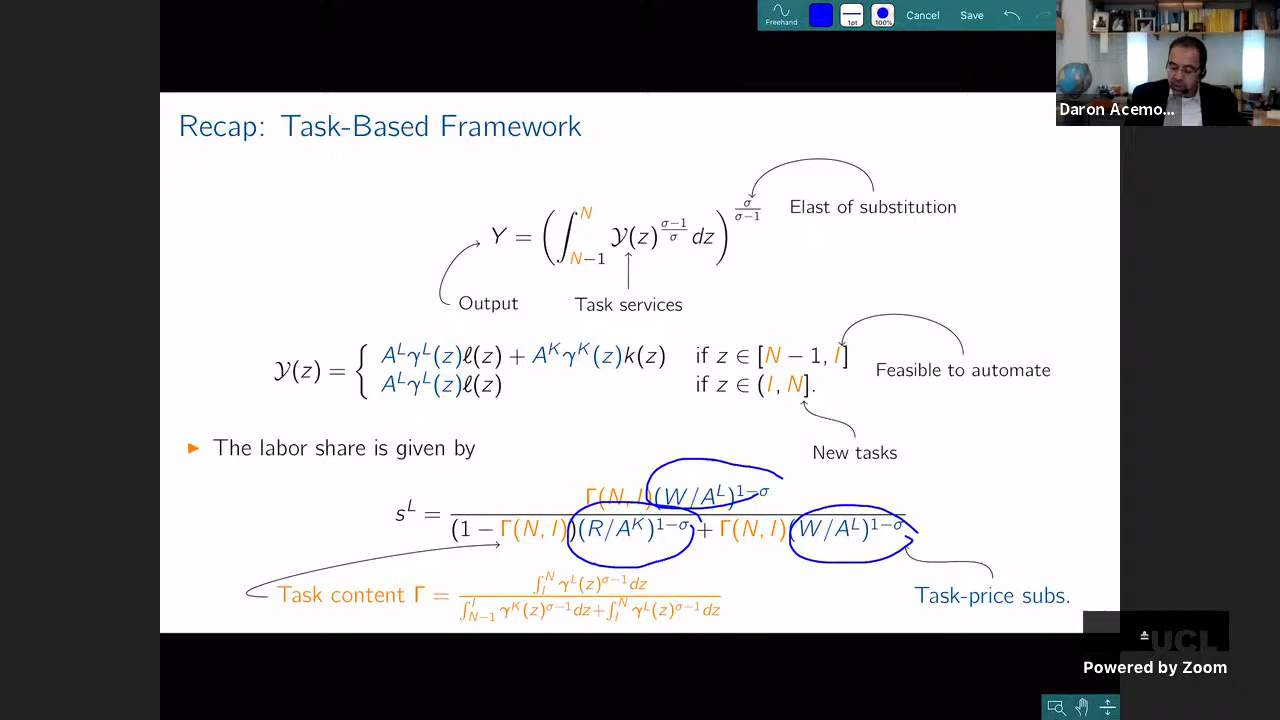 Freehand 1pt 100% Cancel Save
Daron Acemo...
Recap: Task-Based Framework
Y = (∫_{N−1}^{N} 𝒴(z)^{(σ−1)/σ} dz)^{σ/(σ−1)}
Elast of substitution
Output
Task services
𝒴(z) = { A^L γ^L(z)ℓ(z) + A^K γ^K(z)k(z) if z ∈ [N − 1, I]
A^L γ^L(z)ℓ(z) if z ∈ (I, N].
Feasible to automate
New tasks
▶ The labor share is given by
s^L = Γ(N, I)(W/A^L)^{1−σ} / ((1 − Γ(N, I))(R/A^K)^{1−σ} + Γ(N, I)(W/A^L)^{1−σ})
Task content Γ = ∫_I^N γ^L(z)^{σ−1}dz / (∫_{N−1}^I γ^K(z)^{σ−1}dz + ∫_I^N γ^L(z)^{σ−1}dz)
Task-price subs.
UCL
Powered by Zoom